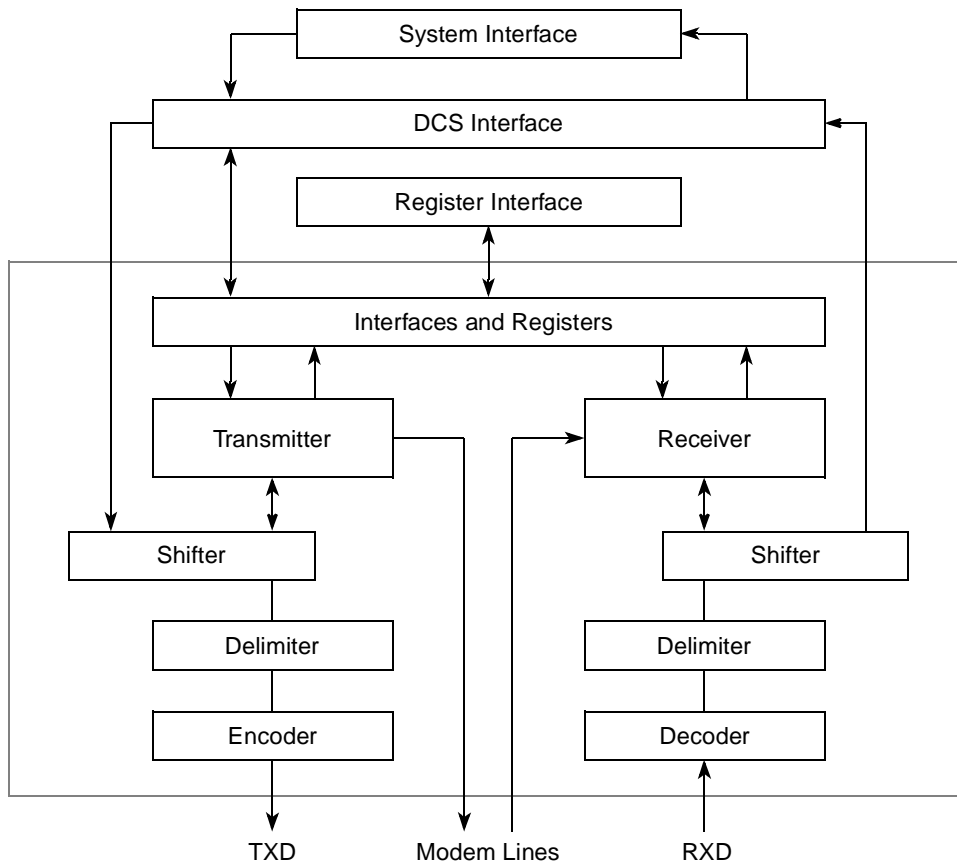 System Interface
DCS Interface
Register Interface
Interfaces and Registers
Transmitter
Receiver
Shifter
Shifter
Delimiter
Delimiter
Encoder
Decoder
TXD
Modem Lines
RXD